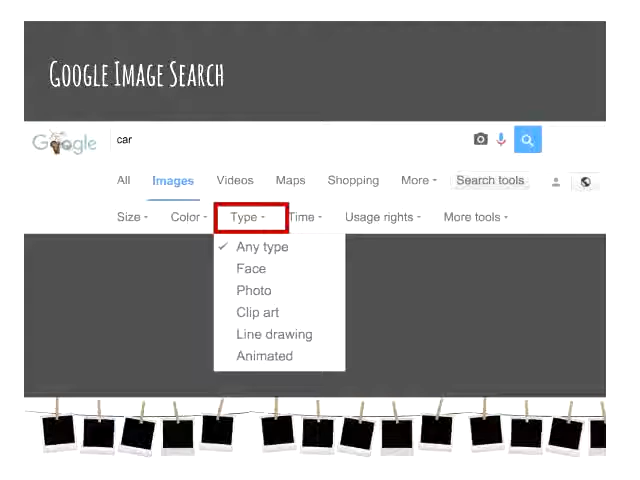 GOOGLE IMAGE SEARCH
Google car
All Images Videos Maps Shopping More Search tools
Size Color Type Time Usage rights More tools
✓ Any type
Face
Photo
Clip art
Line drawing
Animated